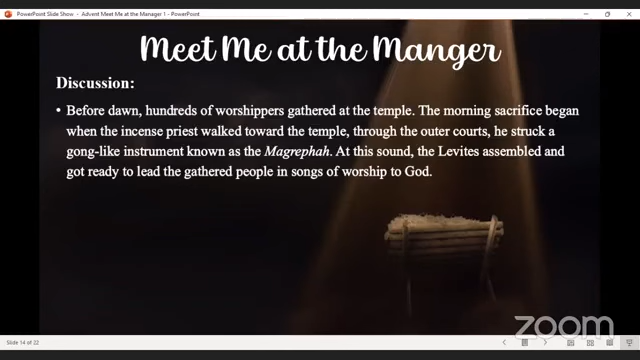 PowerPoint Slide Show - Advent Meet Me at the Manager 1 - PowerPoint
Meet Me at the Manger
Discussion:
• Before dawn, hundreds of worshippers gathered at the temple. The morning sacrifice began
when the incense priest walked toward the temple, through the outer courts, he struck a
gong-like instrument known as the Magrephah. At this sound, the Levites assembled and
got ready to lead the gathered people in songs of worship to God.
zoom
Slide 14 of 22